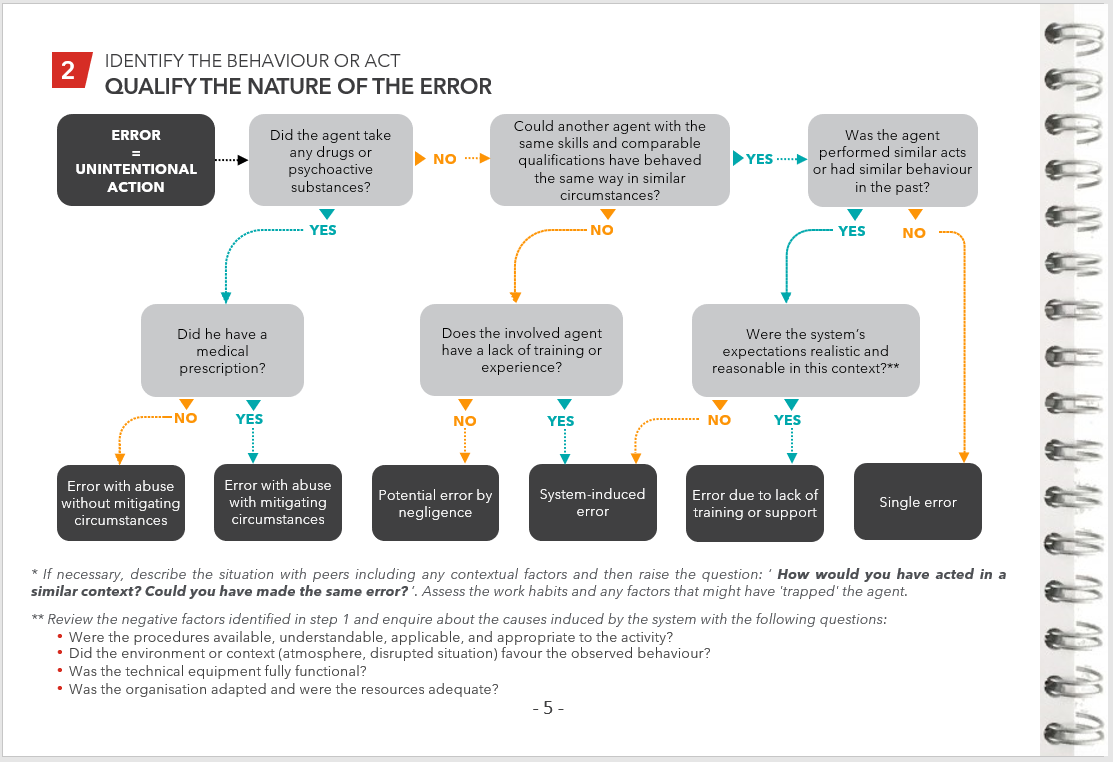 2
IDENTIFY THE BEHAVIOUR OR ACT
QUALIFY THE NATURE OF THE ERROR
ERROR
=
UNINTENTIONAL
ACTION
Did the agent take
any drugs or
psychoactive
substances?
NO
Could another agent with the
same skills and comparable
qualifications have behaved
the same way in similar
circumstances?
YES
Was the agent
performed similar acts
or had similar behaviour
in the past?
YES
NO
YES
NO
Did he have a
medical
prescription?
Does the involved agent
have a lack of training or
experience?
Were the system's
expectations realistic and
reasonable in this context?**
NO
YES
NO
YES
NO
YES
Error with abuse
without mitigating
circumstances
Error with abuse
with mitigating
circumstances
Potential error by
negligence
System-induced
error
Error due to lack of
training or support
Single error
* If necessary, describe the situation with peers including any contextual factors and then raise the question: ' How would you have acted in a
similar context? Could you have made the same error? '. Assess the work habits and any factors that might have 'trapped' the agent.
** Review the negative factors identified in step 1 and enquire about the causes induced by the system with the following questions:
• Were the procedures available, understandable, applicable, and appropriate to the activity?
• Did the environment or context (atmosphere, disrupted situation) favour the observed behaviour?
• Was the technical equipment fully functional?
• Was the organisation adapted and were the resources adequate?
- 5 -